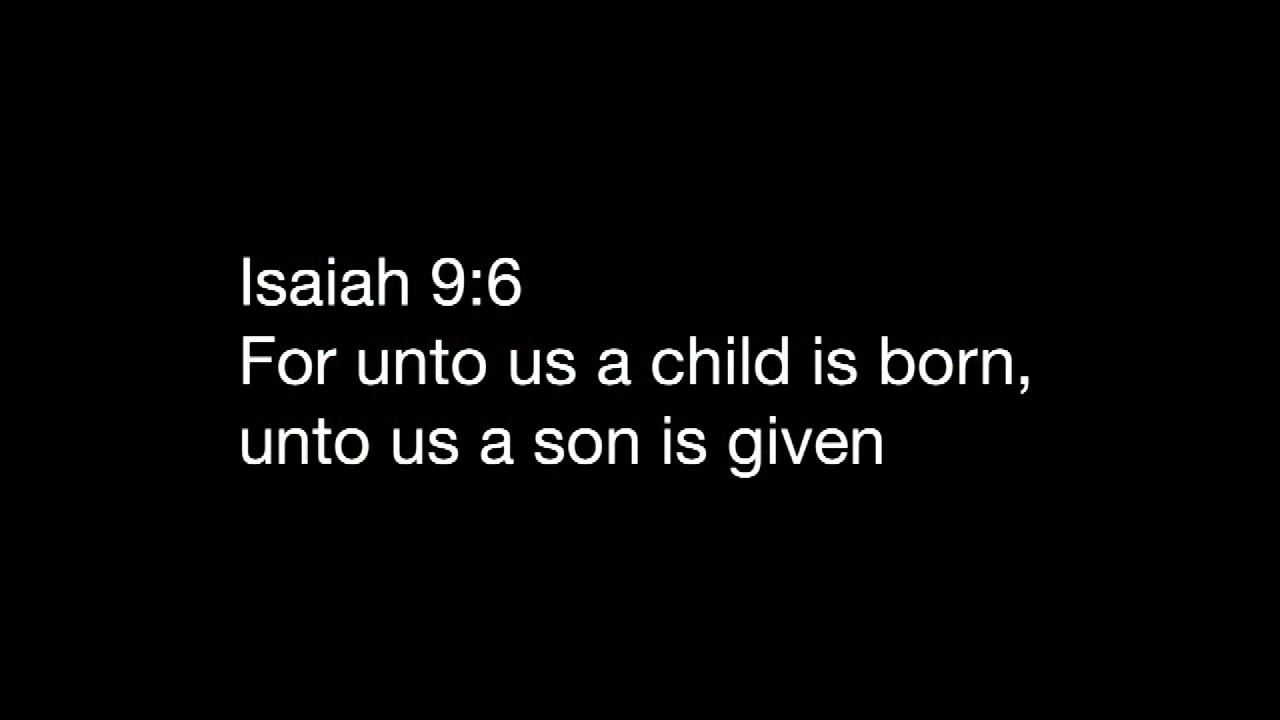 Isaiah 9:6
For unto us a child is born,
unto us a son is given